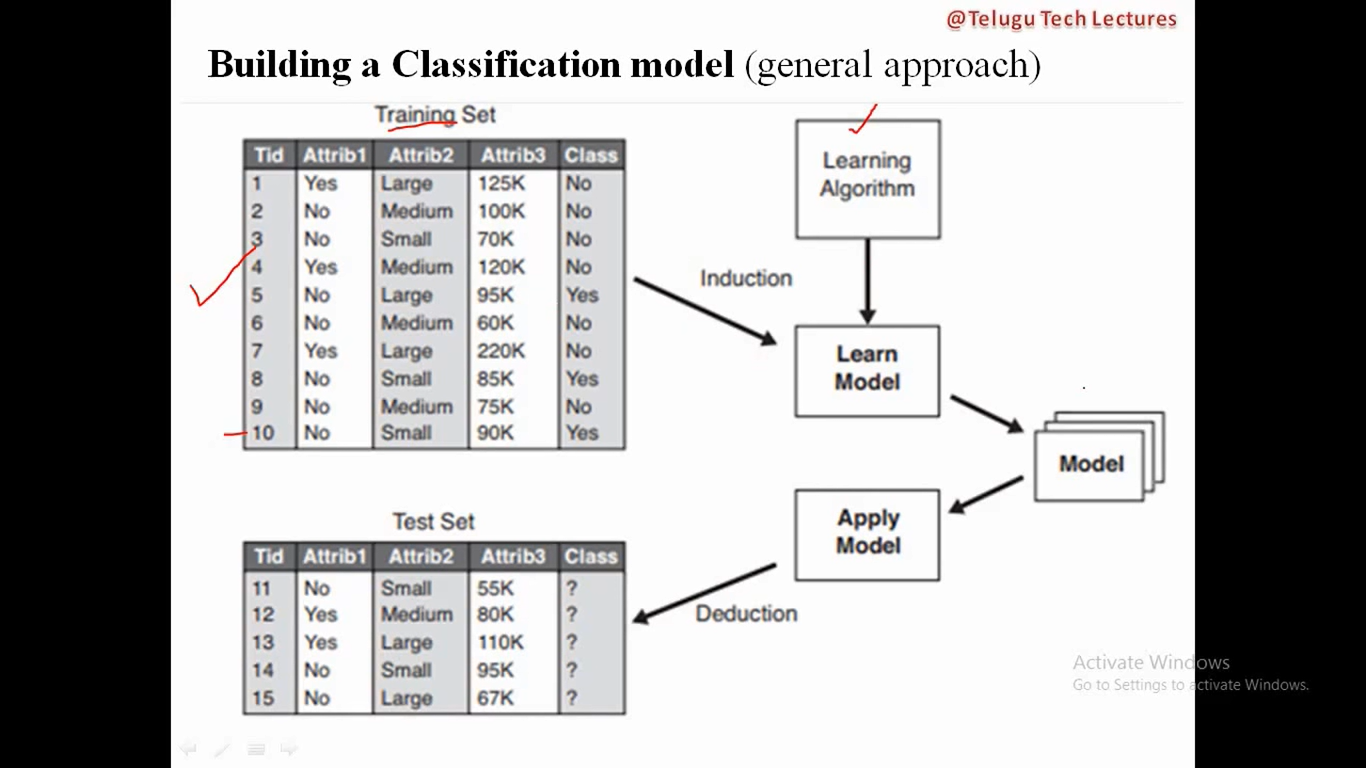 @Telugu Tech Lectures
Building a Classification model (general approach)
Training Set
Tid Attrib1 Attrib2 Attrib3 Class
1 Yes Large 125K No
2 No Medium 100K No
3 No Small 70K No
4 Yes Medium 120K No
5 No Large 95K Yes
6 No Medium 60K No
7 Yes Large 220K No
8 No Small 85K Yes
9 No Medium 75K No
10 No Small 90K Yes
Learning
Algorithm
Induction
Learn
Model
Model
Apply
Model
Deduction
Test Set
Tid Attrib1 Attrib2 Attrib3 Class
11 No Small 55K ?
12 Yes Medium 80K ?
13 Yes Large 110K ?
14 No Small 95K ?
15 No Large 67K ?
Activate Windows
Go to Settings to activate Windows.